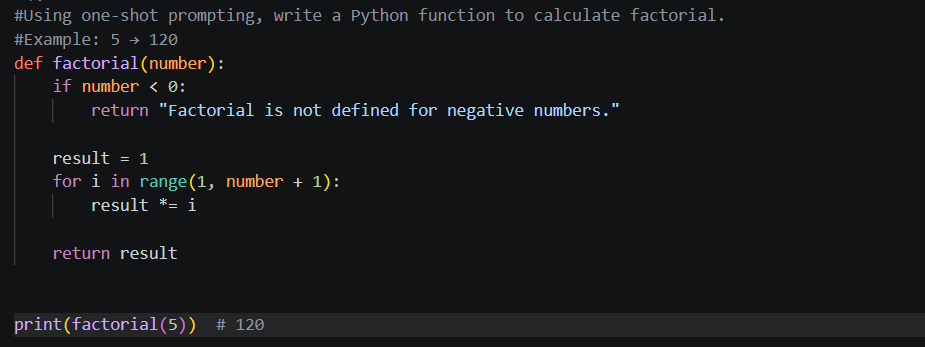 #Using one-shot prompting, write a Python function to calculate factorial.
#Example: 5 → 120
def factorial(number):
    if number < 0:
        return "Factorial is not defined for negative numbers."

    result = 1
    for i in range(1, number + 1):
        result *= i

    return result


print(factorial(5))  # 120